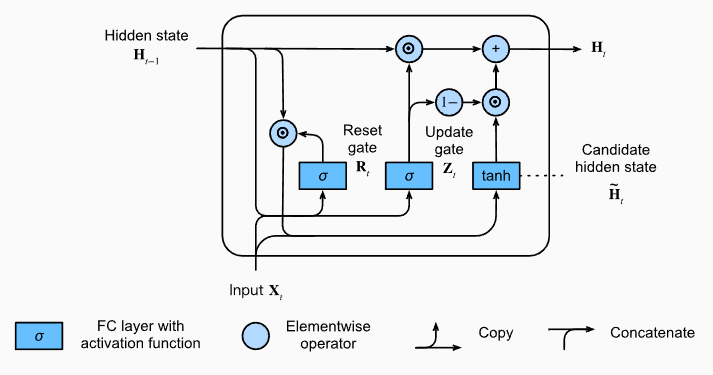 Hidden state
H_{t−1}
⊙
+
H_t
1−
⊙
⊙
Reset
gate
R_t
Update
gate
Z_t
σ
σ
tanh
Candidate
hidden state
H̃_t
Input X_t
σ
FC layer with
activation function
Elementwise
operator
Copy
Concatenate